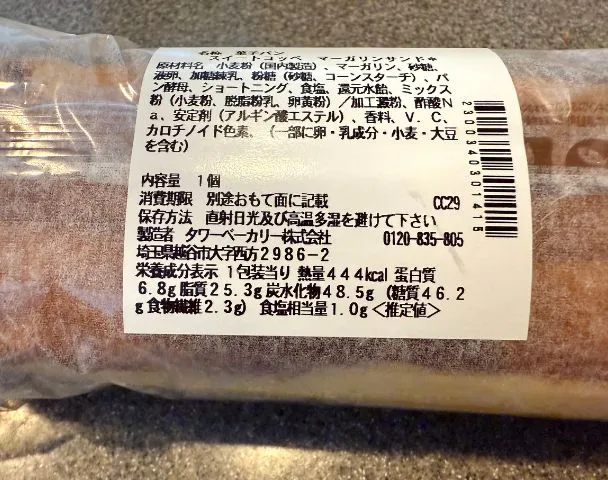 名称 菓子パン
スイートコッペ マーガリンサンド*
原材料名 小麦粉(国内製造)、マーガリン、砂糖、
液卵、加糖練乳、粉糖(砂糖、コーンスターチ)、パ
ン酵母、ショートニング、食塩、還元水飴、ミックス
粉(小麦粉、脱脂粉乳、卵黄粉)/加工澱粉、酢酸N
a、安定剤(アルギン酸エステル)、香料、V.C、
カロチノイド色素、(一部に卵・乳成分・小麦・大豆
を含む)
内容量 1個
消費期限 別途おもて面に記載 CC29
保存方法 直射日光及び高温多湿を避けて下さい
製造者 タワーベーカリー株式会社 0120-835-805
埼玉県越谷市大字西方2986-2
栄養成分表示 1包装当り 熱量444kcal 蛋白質
6.8g脂質25.3g炭水化物48.5g (糖質46.2
g食物繊維2.3g) 食塩相当量1.0g<推定値>
2300340301415